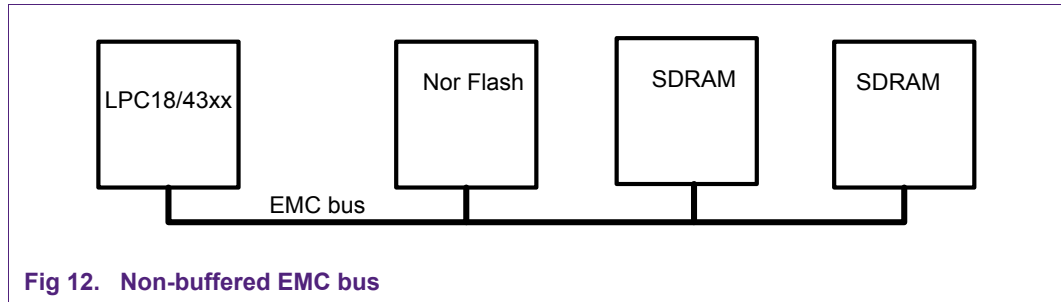 LPC18/43xx
Nor Flash
SDRAM
SDRAM
EMC bus
Fig 12. Non-buffered EMC bus